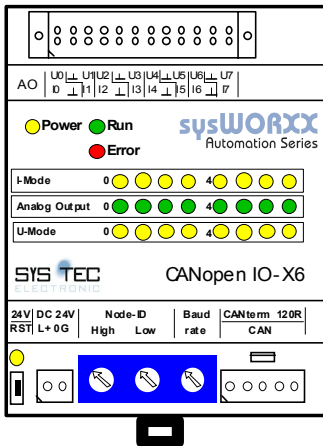 AO U0 U1 U2 U3 U4 U5 U6 U7
I0 I1 I2 I3 I4 I5 I6 I7
Power Run
Error
sysWORXX
Automation Series
I-Mode 0 4
Analog Output 0 4
U-Mode 0 4
SYS TEC
ELECTRONIC
CANopen IO-X6
24V DC 24V Node-ID Baud CANterm 120R
RST L+ 0G High Low rate CAN